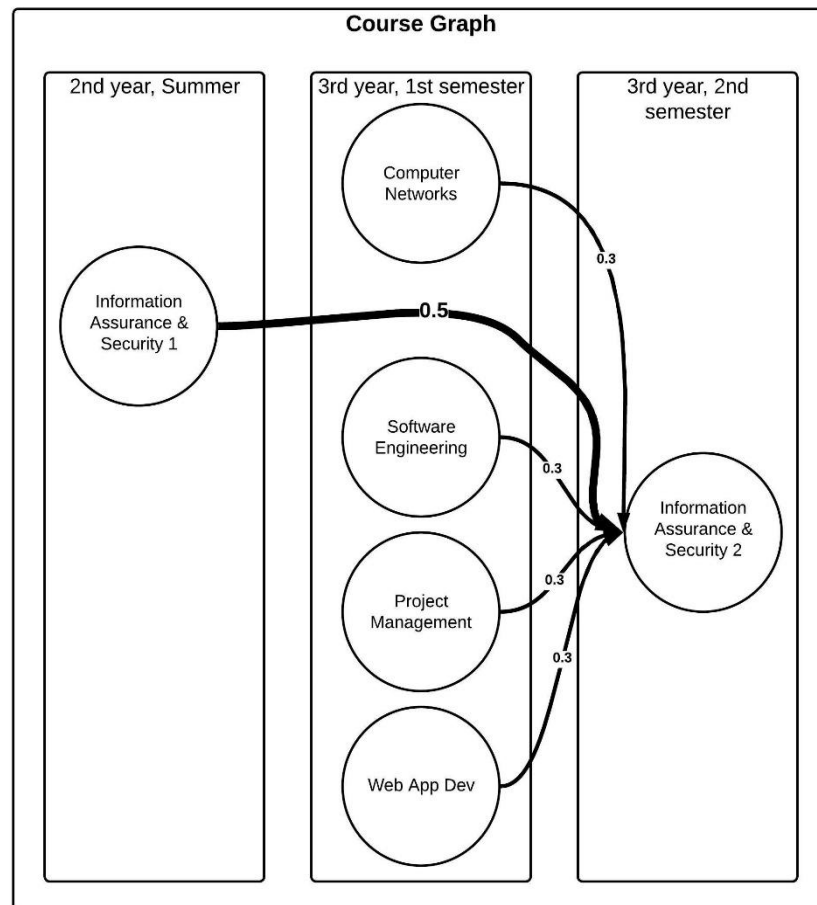 Course Graph
2nd year, Summer
3rd year, 1st semester
3rd year, 2nd
semester
Computer
Networks
0.3
Information
Assurance &
Security 1
0.5
Software
Engineering
0.3
Information
Assurance &
Security 2
Project
Management
0.3
0.3
Web App Dev